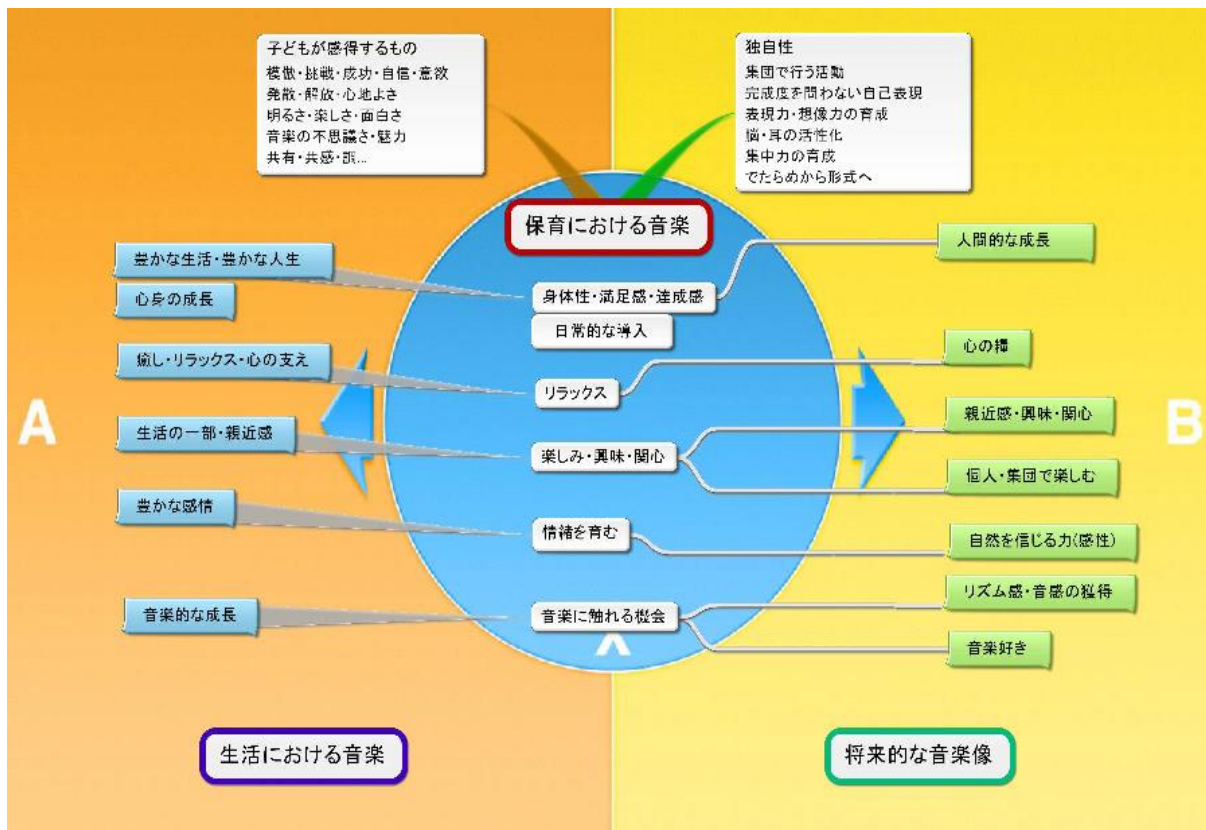 子どもが感得するもの
模倣・挑戦・成功・自信・意欲
発散・解放・心地よさ
明るさ・楽しさ・面白さ
音楽の不思議さ・魅力
共有・共感・誤…
独自性
集団で行う活動
完成度を問わない自己表現
表現力・想像力の育成
脳・耳の活性化
集中力の育成
でたらめから形式へ
保育における音楽
豊かな生活・豊かな人生
心身の成長
癒し・リラックス・心の支え
生活の一部・親近感
豊かな感情
音楽的な成長
身体性・満足感・達成感
日常的な導入
リラックス
楽しみ・興味・関心
情緒を育む
音楽に触れる機会
人間的な成長
心の糧
親近感・興味・関心
個人・集団で楽しむ
自然を信じる力(感性)
リズム感・音感の獲得
音楽好き
A
B
生活における音楽
将来的な音楽像